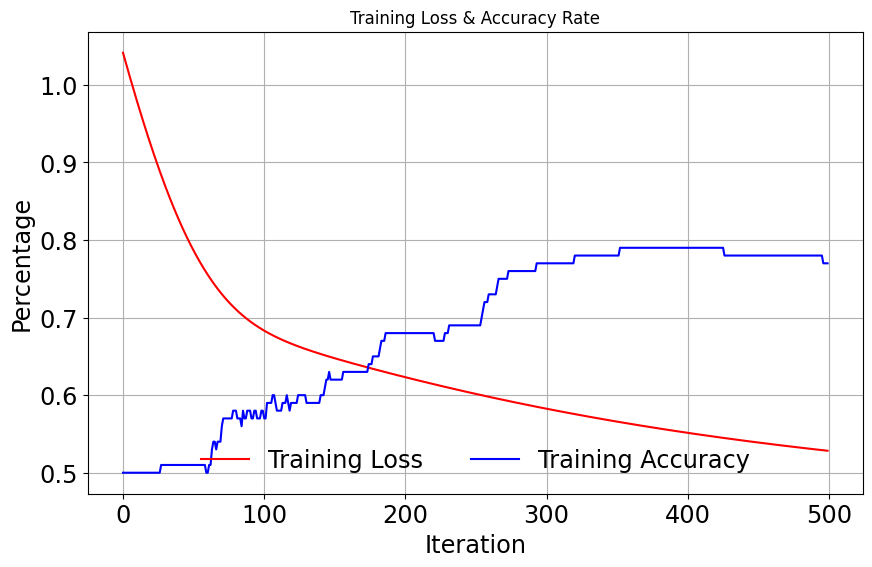 Training Loss & Accuracy Rate
Percentage
1.0
0.9
0.8
0.7
0.6
0.5
Training Loss
Training Accuracy
0
100
200
300
400
500
Iteration